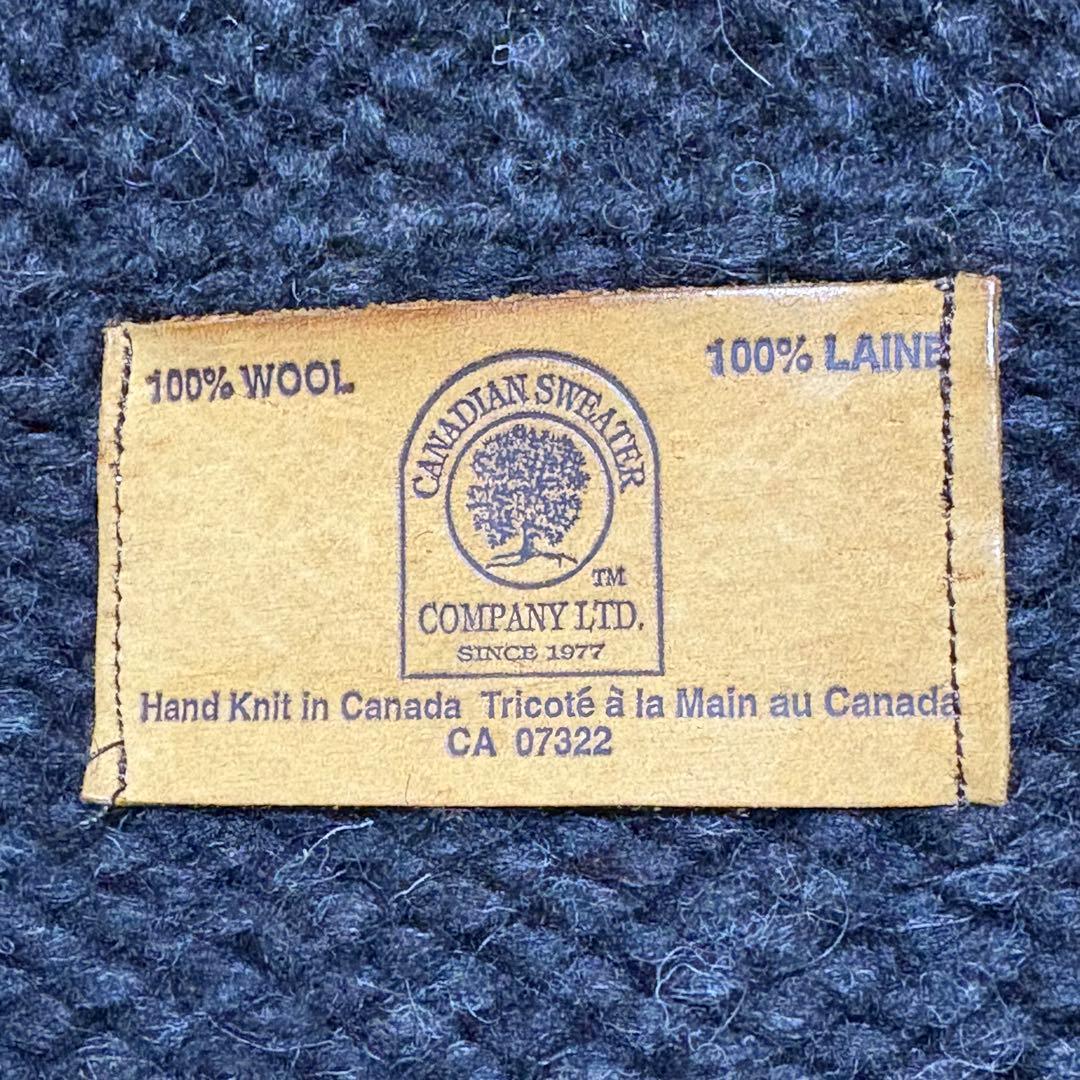 100% WOOL
100% LAINE
CANADIAN SWEATER
TM
COMPANY LTD.
SINCE 1977
Hand Knit in Canada Tricoté à la Main au Canada
CA 07322